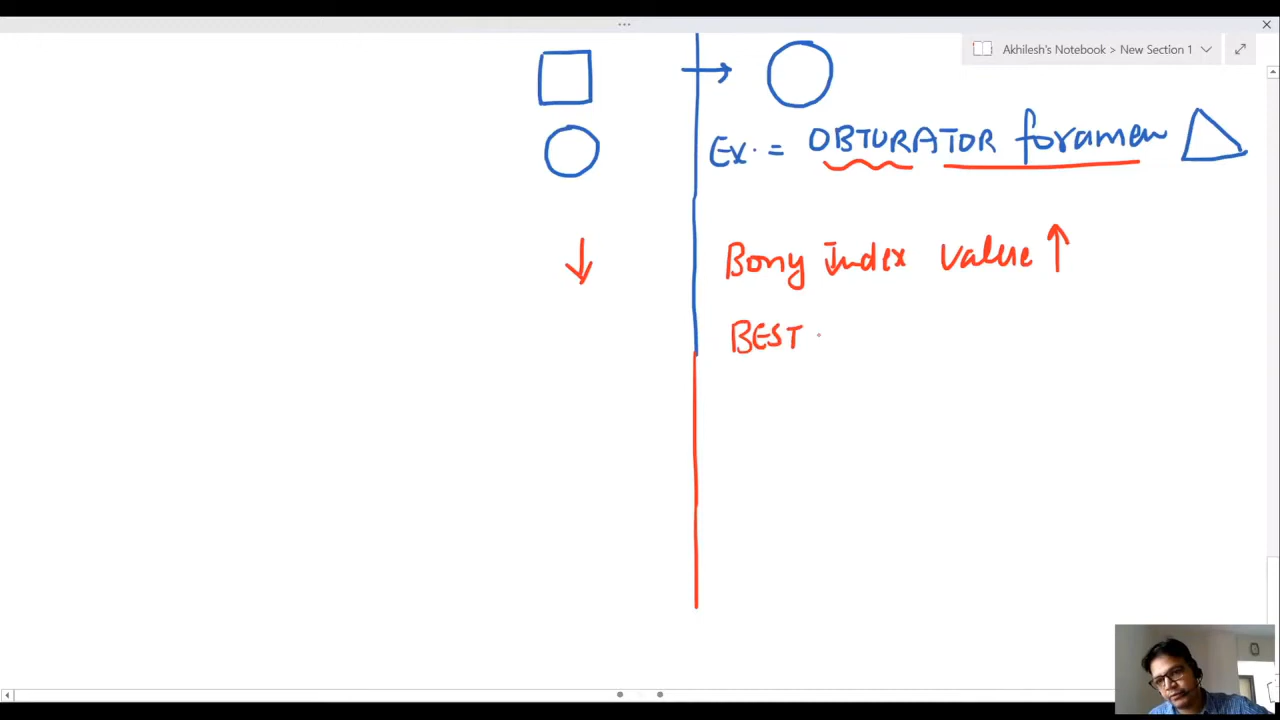 Akhilesh's Notebook > New Section 1
Ex. = OBTURATOR foramen
Bony Index value ↑
BEST